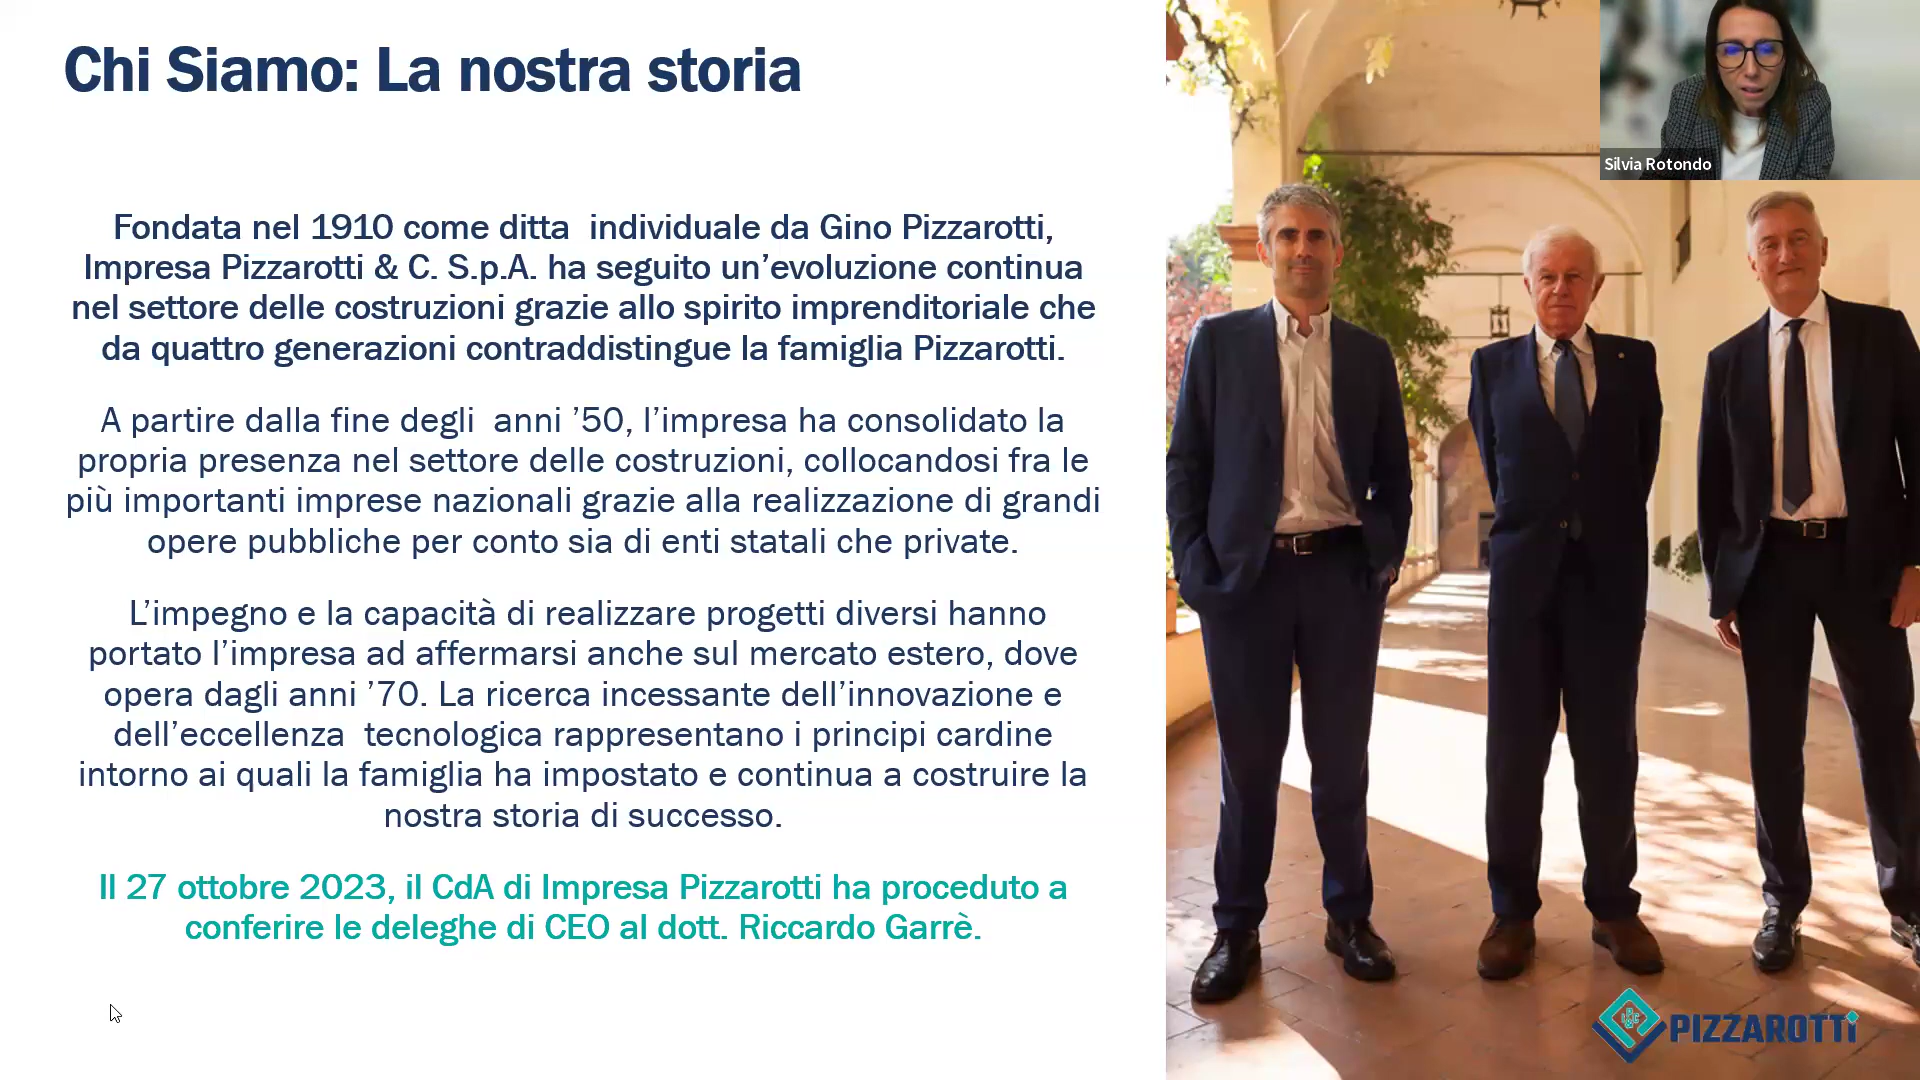 Chi Siamo: La nostra storia
Silvia Rotondo
Fondata nel 1910 come ditta  individuale da Gino Pizzarotti,
Impresa Pizzarotti & C. S.p.A. ha seguito un’evoluzione continua
nel settore delle costruzioni grazie allo spirito imprenditoriale che
da quattro generazioni contraddistingue la famiglia Pizzarotti.
A partire dalla fine degli  anni ’50, l’impresa ha consolidato la
propria presenza nel settore delle costruzioni, collocandosi fra le
più importanti imprese nazionali grazie alla realizzazione di grandi
opere pubbliche per conto sia di enti statali che private.
L’impegno e la capacità di realizzare progetti diversi hanno
portato l’impresa ad affermarsi anche sul mercato estero, dove
opera dagli anni ’70. La ricerca incessante dell’innovazione e
dell’eccellenza  tecnologica rappresentano i principi cardine
intorno ai quali la famiglia ha impostato e continua a costruire la
nostra storia di successo.
Il 27 ottobre 2023, il CdA di Impresa Pizzarotti ha proceduto a
conferire le deleghe di CEO al dott. Riccardo Garrè.
PIZZAROTTI